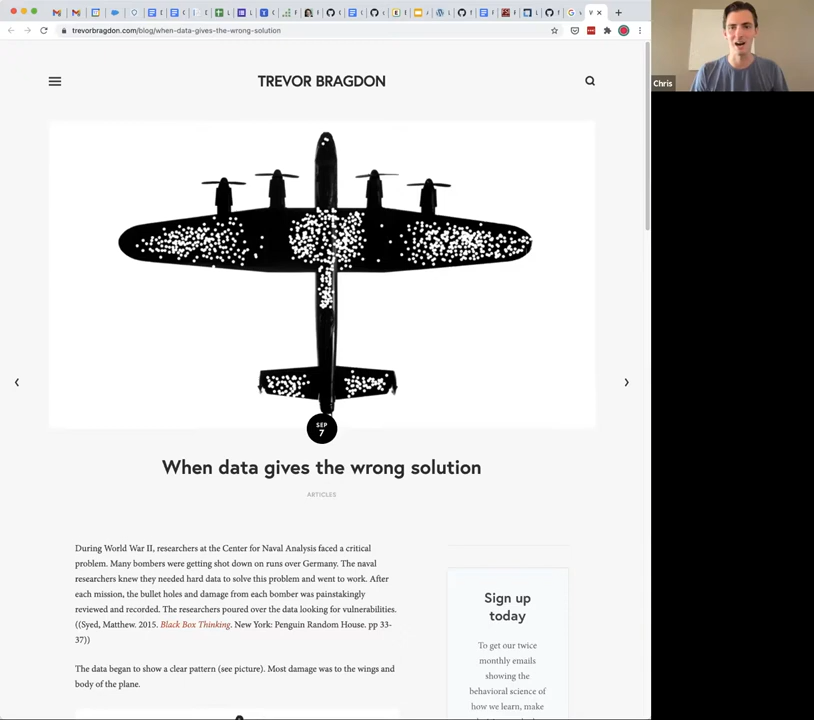 trevorbragdon.com/blog/when-data-gives-the-wrong-solution
Chris
TREVOR BRAGDON
SEP
7
When data gives the wrong solution
ARTICLES
During World War II, researchers at the Center for Naval Analysis faced a critical
problem. Many bombers were getting shot down on runs over Germany. The naval
researchers knew they needed hard data to solve this problem and went to work. After
each mission, the bullet holes and damage from each bomber was painstakingly
reviewed and recorded. The researchers poured over the data looking for vulnerabilities.
((Syed, Matthew. 2015. Black Box Thinking. New York: Penguin Random House. pp 33-
37))
The data began to show a clear pattern (see picture). Most damage was to the wings and
body of the plane.
Sign up
today
To get our twice
monthly emails
showing the
behavioral science of
how we learn, make